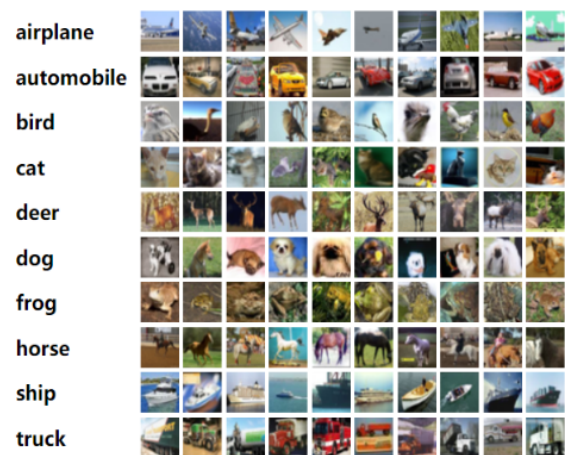 airplane
automobile
bird
cat
deer
dog
frog
horse
ship
truck